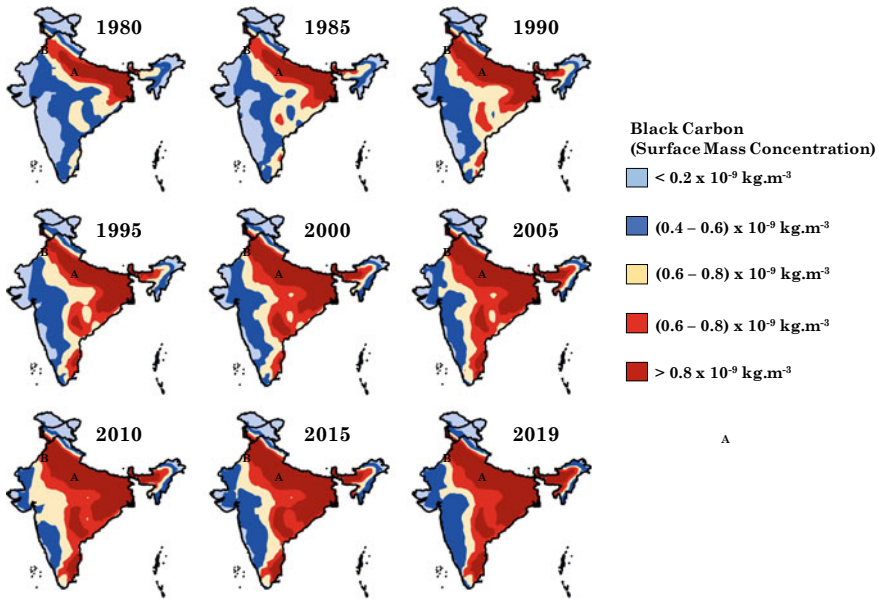 1980
1985
1990
B
A
B
A
B
A
1995
2000
2005
B
A
B
A
B
A
2010
2015
2019
B
A
B
A
B
A
Black Carbon
(Surface Mass Concentration)
< 0.2 x 10⁻⁹ kg.m⁻³
(0.4 – 0.6) x 10⁻⁹ kg.m⁻³
(0.6 – 0.8) x 10⁻⁹ kg.m⁻³
(0.6 – 0.8) x 10⁻⁹ kg.m⁻³
> 0.8 x 10⁻⁹ kg.m⁻³
A